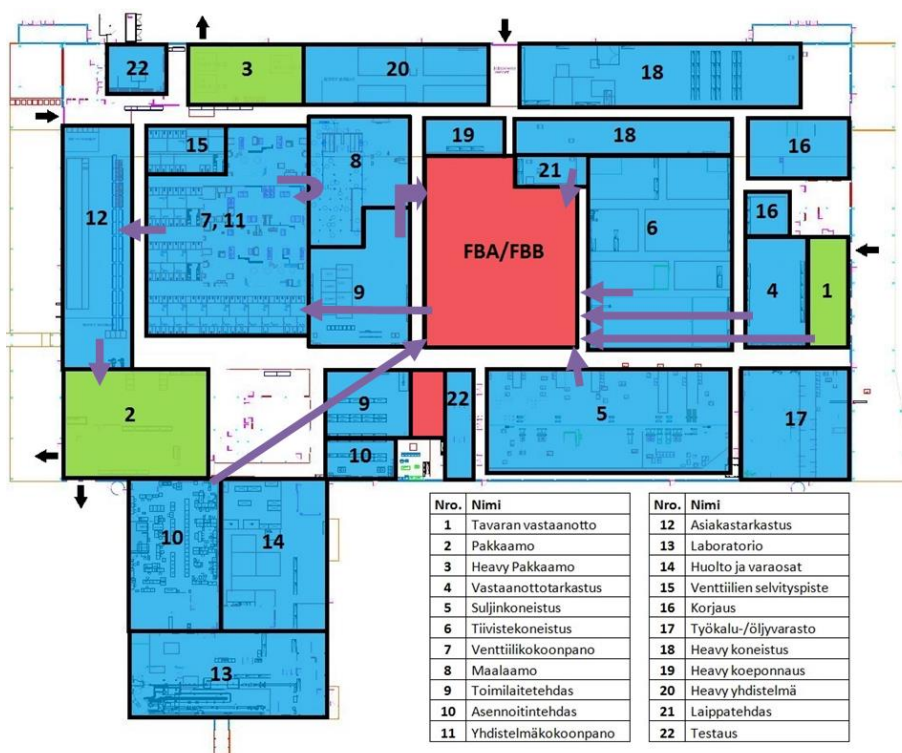 22
3
20
18
15
8
19
18
16
21
12
7, 11
6
16
FBA/FBB
9
4
1
2
9
22
5
17
10
10
14
13
Nro. Nimi
1 Tavaran vastaanotto
2 Pakkaamo
3 Heavy Pakkaamo
4 Vastaanottotarkastus
5 Suljinkoneistus
6 Tiivistekoneistus
7 Venttiilikokoonpano
8 Maalaamo
9 Toimilaitetehdas
10 Asennoitintehdas
11 Yhdistelmäkokoonpano
Nro. Nimi
12 Asiakastarkastus
13 Laboratorio
14 Huolto ja varaosat
15 Venttiilien selvityspiste
16 Korjaus
17 Työkalu-/öljyvarasto
18 Heavy koneistus
19 Heavy koeponnaus
20 Heavy yhdistelmä
21 Laippatehdas
22 Testaus